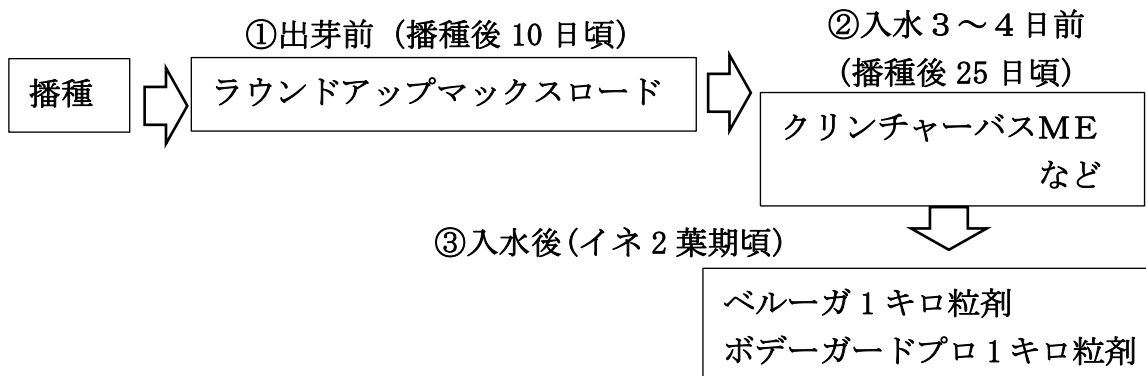 ①出芽前（播種後 10 日頃）
播種
ラウンドアップマックスロード
②入水３～４日前
（播種後 25 日頃）
クリンチャーバスＭＥ
など
③入水後（イネ 2 葉期頃）
ベルーガ 1 キロ粒剤
ボデーガードプロ 1 キロ粒剤